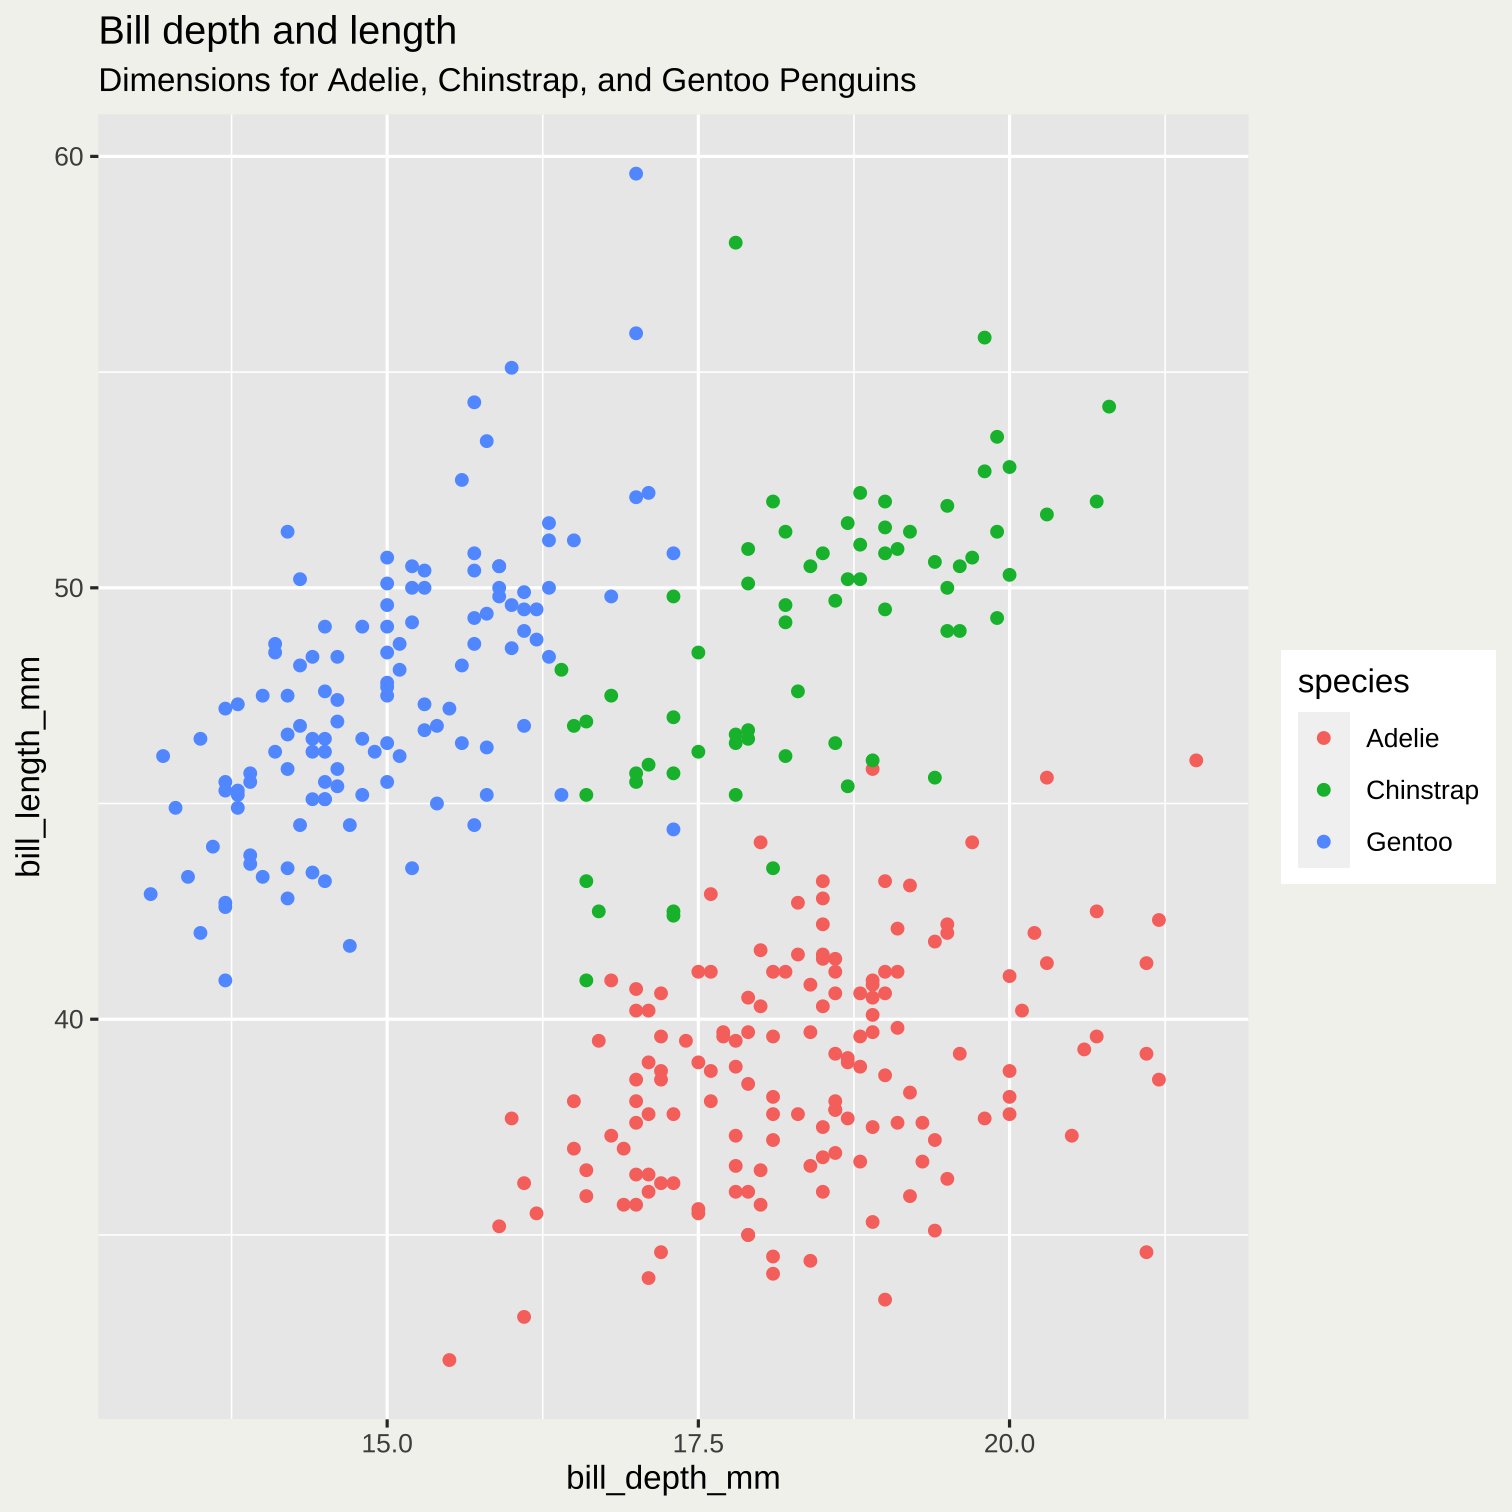 Bill depth and length
Dimensions for Adelie, Chinstrap, and Gentoo Penguins
60
50
40
bill_length_mm
15.0 17.5 20.0
bill_depth_mm
species
Adelie
Chinstrap
Gentoo